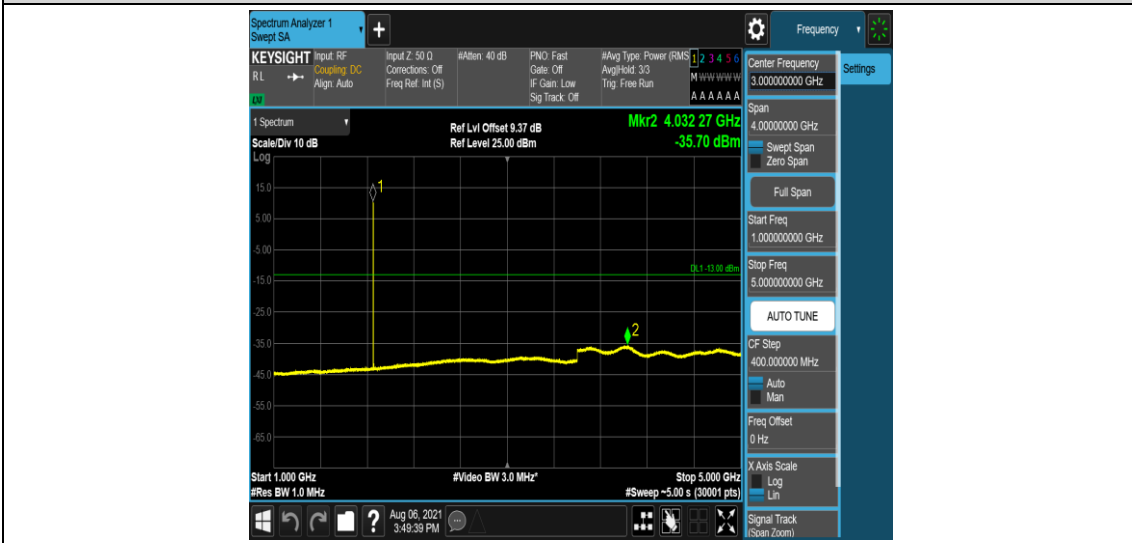 Spectrum Analyzer 1
Swept SA
+
Frequency
KEYSIGHT
RL
LNI
Input: RF
Coupling: DC
Align: Auto
Input Z: 50 Ω
Corrections: Off
Freq Ref: Int (S)
#Atten: 40 dB
PNO: Fast
Gate: Off
IF Gain: Low
Sig Track: Off
#Avg Type: Power (RMS
Avg|Hold: 3/3
Trig: Free Run
1 2 3 4 5 6
M W W W W W
A A A A A A
1 Spectrum
Scale/Div 10 dB
Log
Ref Lvl Offset 9.37 dB
Ref Level 25.00 dBm
Mkr2 4.032 27 GHz
-35.70 dBm
15.0
5.00
-5.00
-15.0
-25.0
-35.0
-45.0
-55.0
-65.0
1
DL1 -13.00 dBm
2
Start 1.000 GHz
#Res BW 1.0 MHz
#Video BW 3.0 MHz*
Stop 5.000 GHz
#Sweep ~5.00 s (30001 pts)
?
Aug 06, 2021
3:49:39 PM
Center Frequency
3.000000000 GHz
Settings
Span
4.00000000 GHz
Swept Span
Zero Span
Full Span
Start Freq
1.000000000 GHz
Stop Freq
5.000000000 GHz
AUTO TUNE
CF Step
400.000000 MHz
Auto
Man
Freq Offset
0 Hz
X Axis Scale
Log
Lin
Signal Track
(Span Zoom)